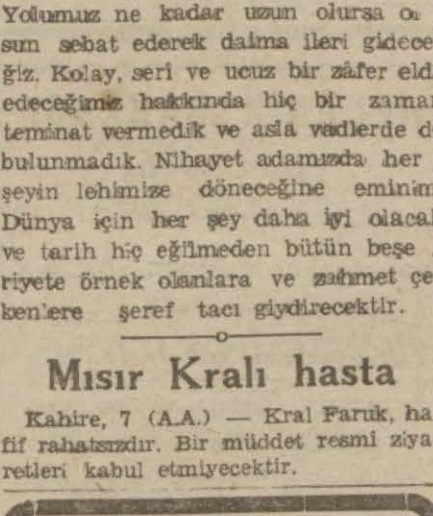 Yolumuz ne kadar uzun olursa ol
sun sebat ederek daima ileri gidece
ğiz. Kolay, seri ve ucuz bir zâfer eld
edeceğimiz hakkında hiç bir zaman
teminat vermedik ve asla vadlerde d
bulunmadık. Nihayet adamızda her
şeyin lehimize döneceğine eminim
Dünya için her şey daha iyi olacak
ve tarih hiç eğilmeden bütün beşe
riyete örnek olanlara ve zahmet çe
kenlere şeref tacı giydirecektir.
Mısır Kralı hasta
Kahire, 7 (A.A.) — Kral Faruk, ha
fif rahatsızdır. Bir müddet resmi ziya
retleri kabul etmiyecektir.